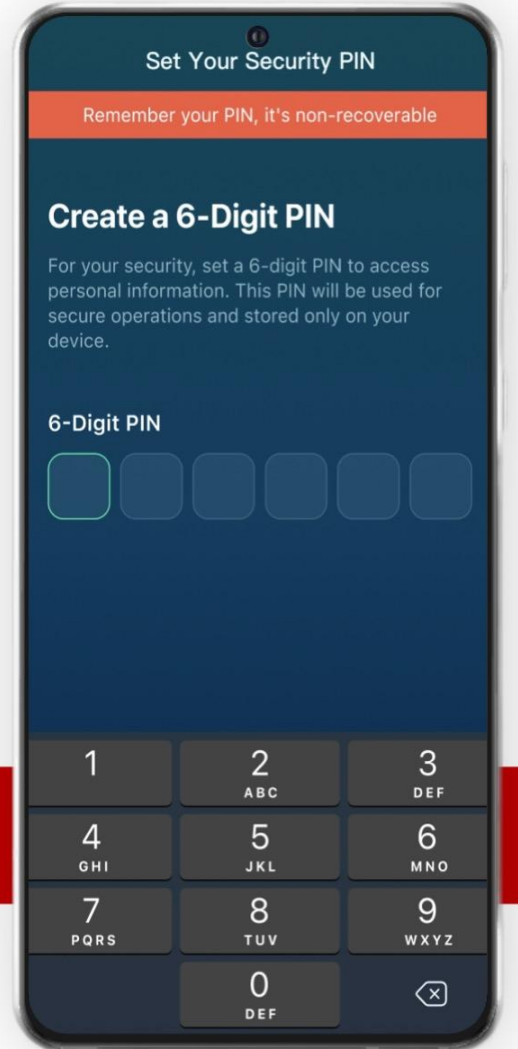 Set Your Security PIN
Remember your PIN, it's non-recoverable
Create a 6-Digit PIN
For your security, set a 6-digit PIN to access
personal information. This PIN will be used for
secure operations and stored only on your
device.
6-Digit PIN
1 2 3
ABC DEF
4 5 6
GHI JKL MNO
7 8 9
PQRS TUV WXYZ
0
DEF